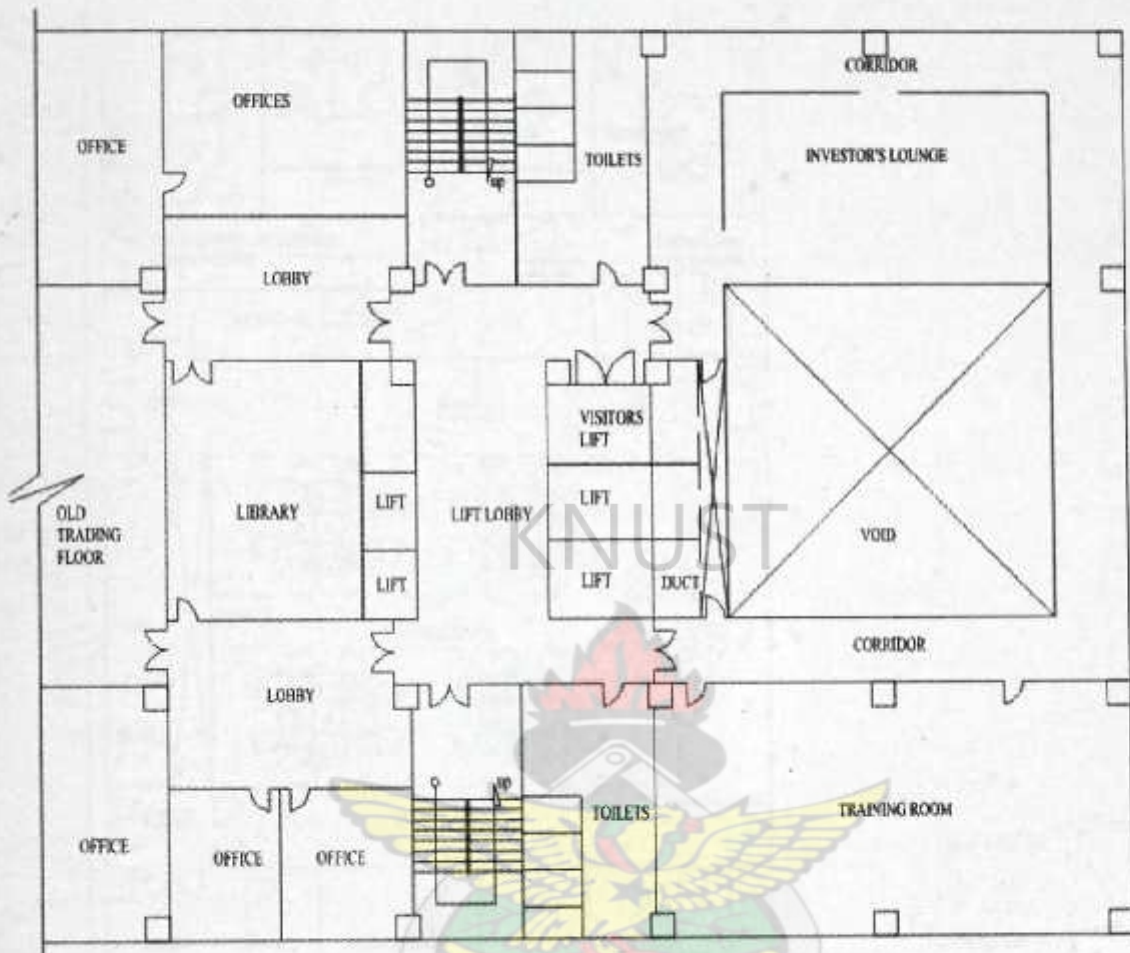 CORRIDOR
OFFICES
OFFICE
TOILETS
INVESTOR'S LOUNGE
up
LOBBY
VISITORS
LIFT
LIFT
LIFT
OLD
TRADING
FLOOR
LIBRARY
LIFT LOBBY
KNUST
VOID
LIFT
LIFT
DUCT
CORRIDOR
LOBBY
up
TOILETS
TRAINING ROOM
OFFICE
OFFICE
OFFICE